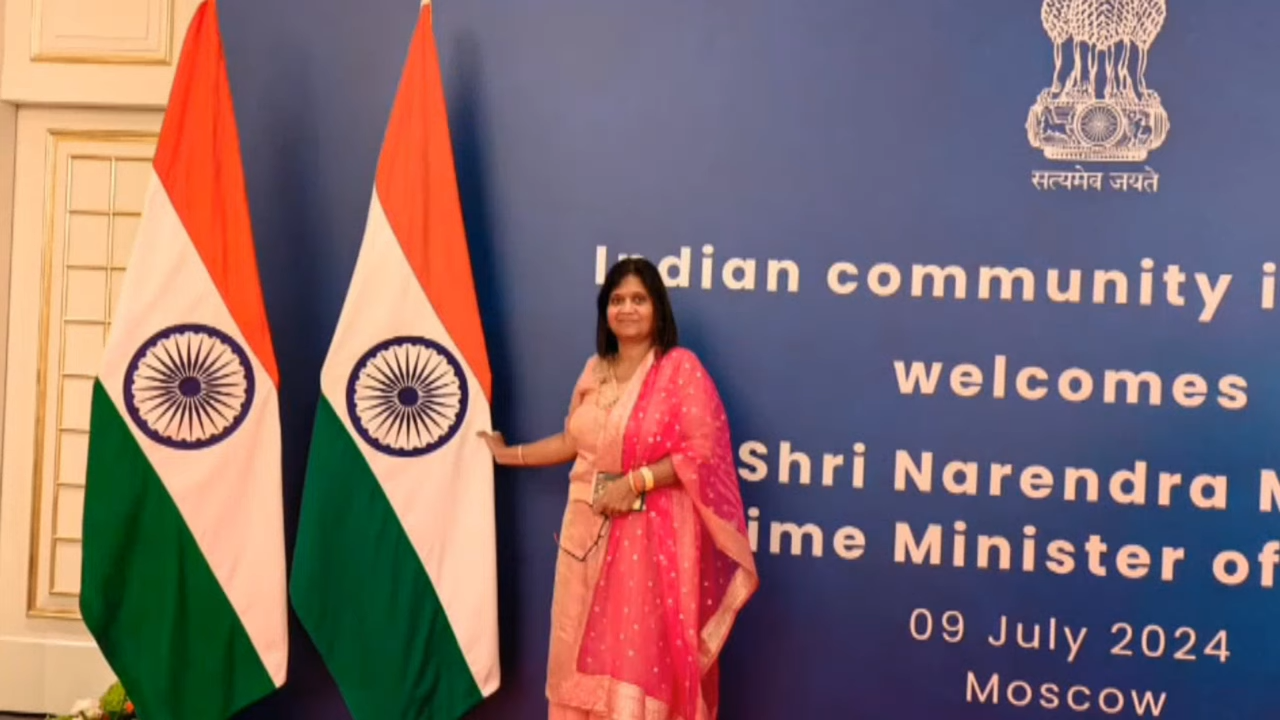 सत्यमेव जयते
Indian community i
welcomes
Shri Narendra M
ime Minister of
09 July 2024
Moscow